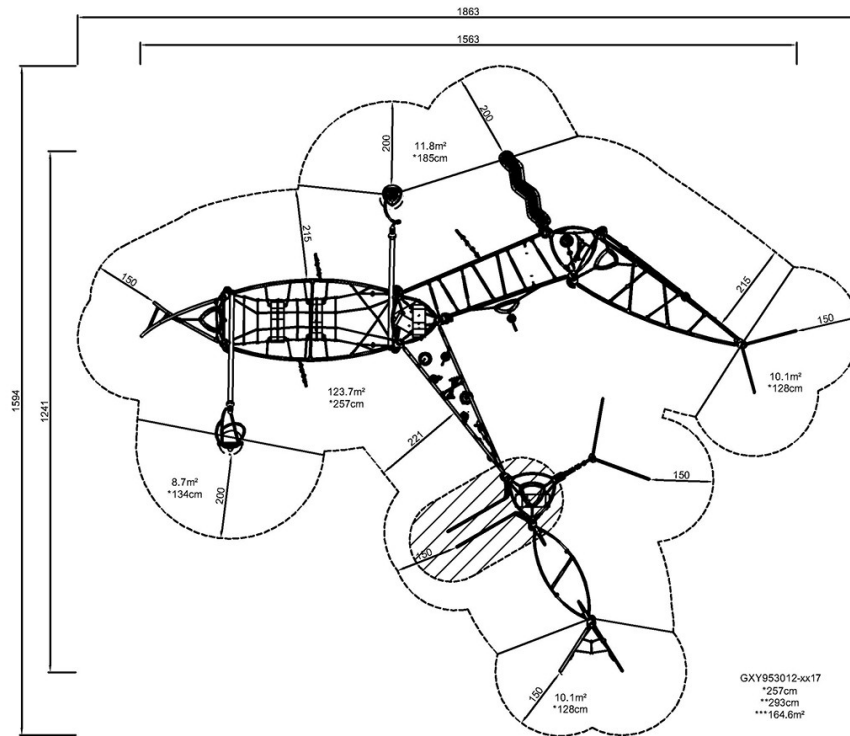 1863
1563
200
200
11.8m²
*185cm
215
150
215
150
1594
1241
123.7m²
*257cm
10.1m²
*128cm
221
8.7m²
*134cm
200
150
150
150
10.1m²
*128cm
GXY953012-xx17
*257cm
**293cm
***164.6m²